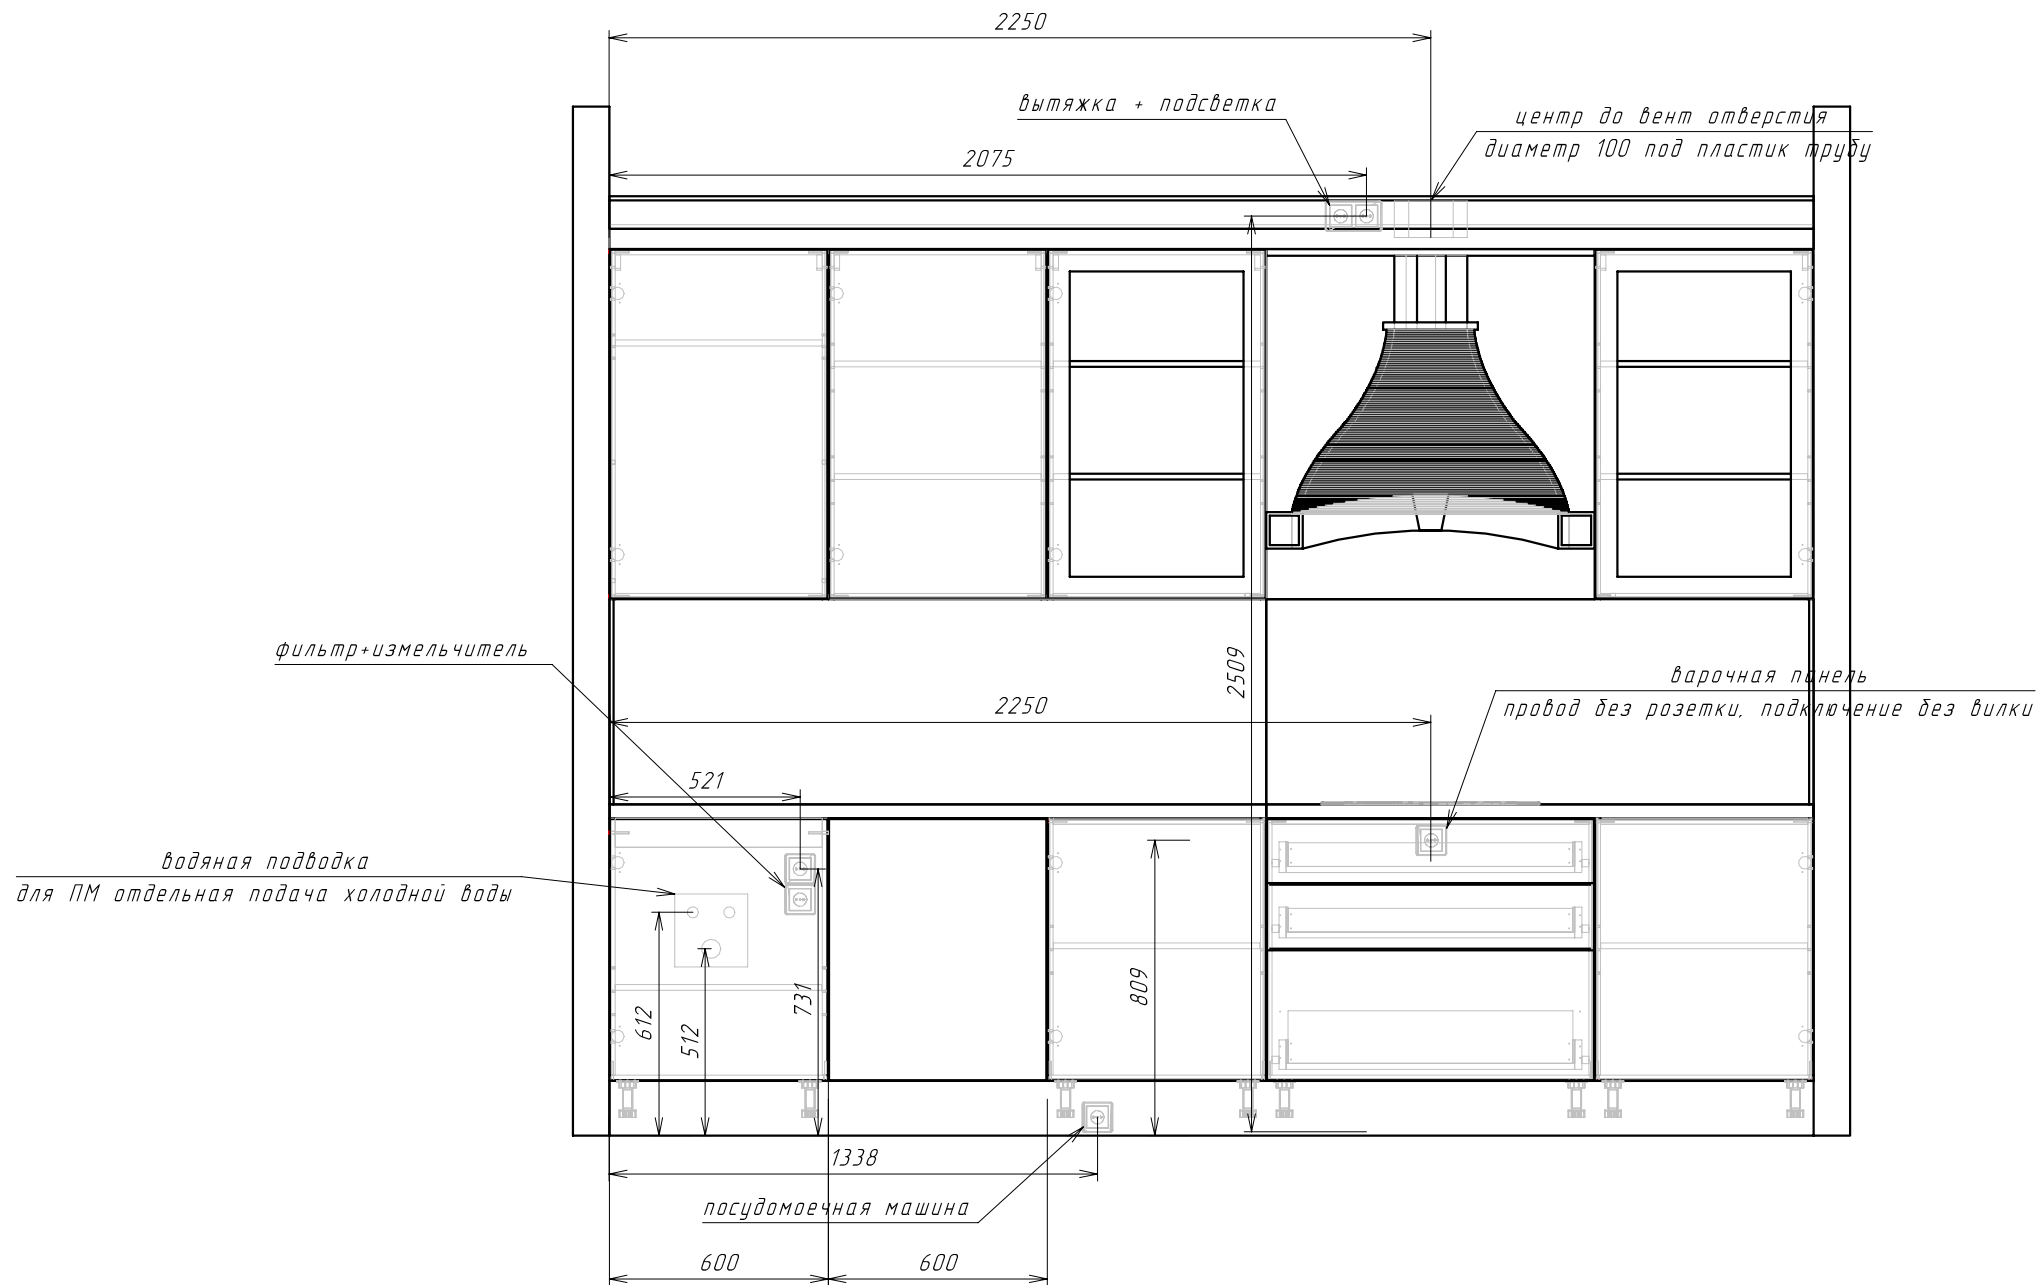 2250
вытяжка + подсветка
центр до вент отверстия
диаметр 100 под пластик трубу
2075
фильтр+измельчитель
2509
варочная панель
провод без розетки, подключение без вилки
2250
521
водяная подводка
для ПМ отдельная подача холодной воды
612
512
731
809
1338
посудомоечная машина
600
600